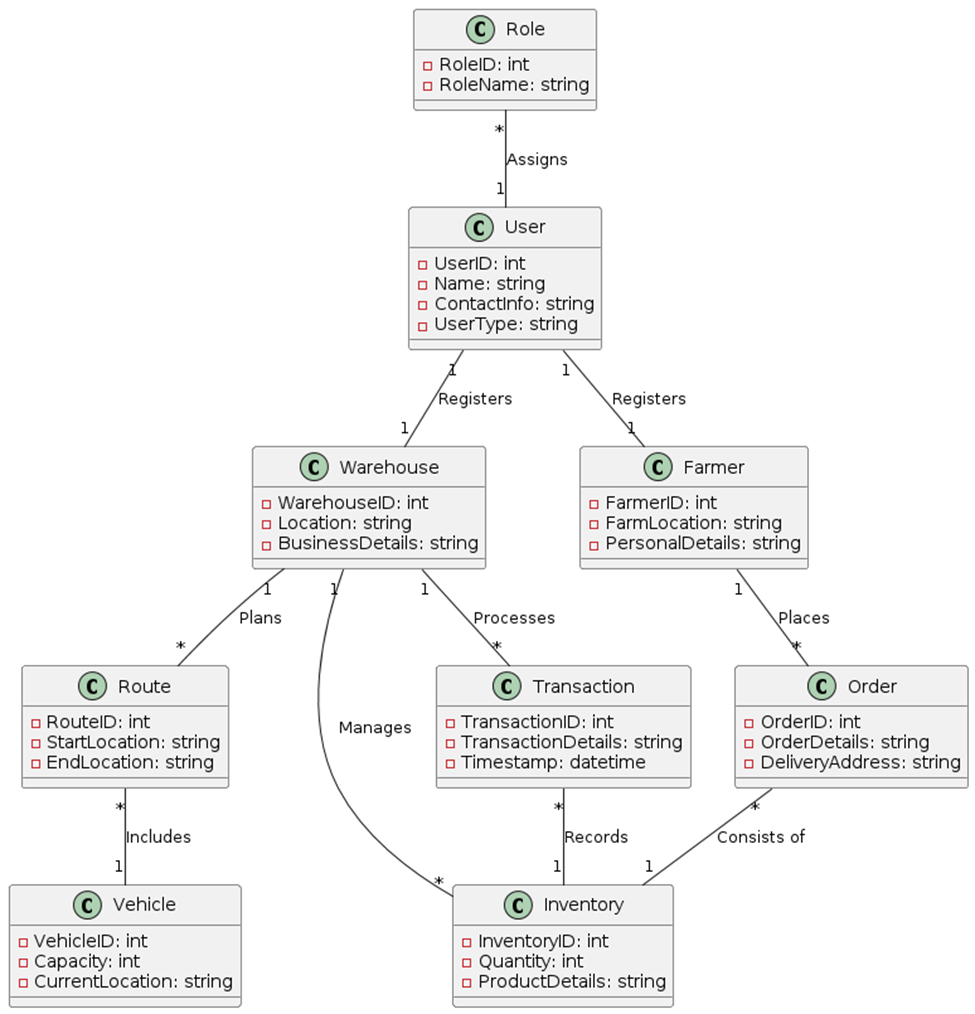 C Role
RoleID: int
RoleName: string
*
Assigns
1
C User
UserID: int
Name: string
ContactInfo: string
UserType: string
1
1
Registers
Registers
1
1
C Warehouse
WarehouseID: int
Location: string
BusinessDetails: string
C Farmer
FarmerID: int
FarmLocation: string
PersonalDetails: string
1
1
1
1
Plans
Processes
Places
*
*
*
C Route
RouteID: int
StartLocation: string
EndLocation: string
Manages
C Transaction
TransactionID: int
TransactionDetails: string
Timestamp: datetime
C Order
OrderID: int
OrderDetails: string
DeliveryAddress: string
*
*
*
Includes
Records
Consists of
1
*
1
1
C Vehicle
VehicleID: int
Capacity: int
CurrentLocation: string
C Inventory
InventoryID: int
Quantity: int
ProductDetails: string